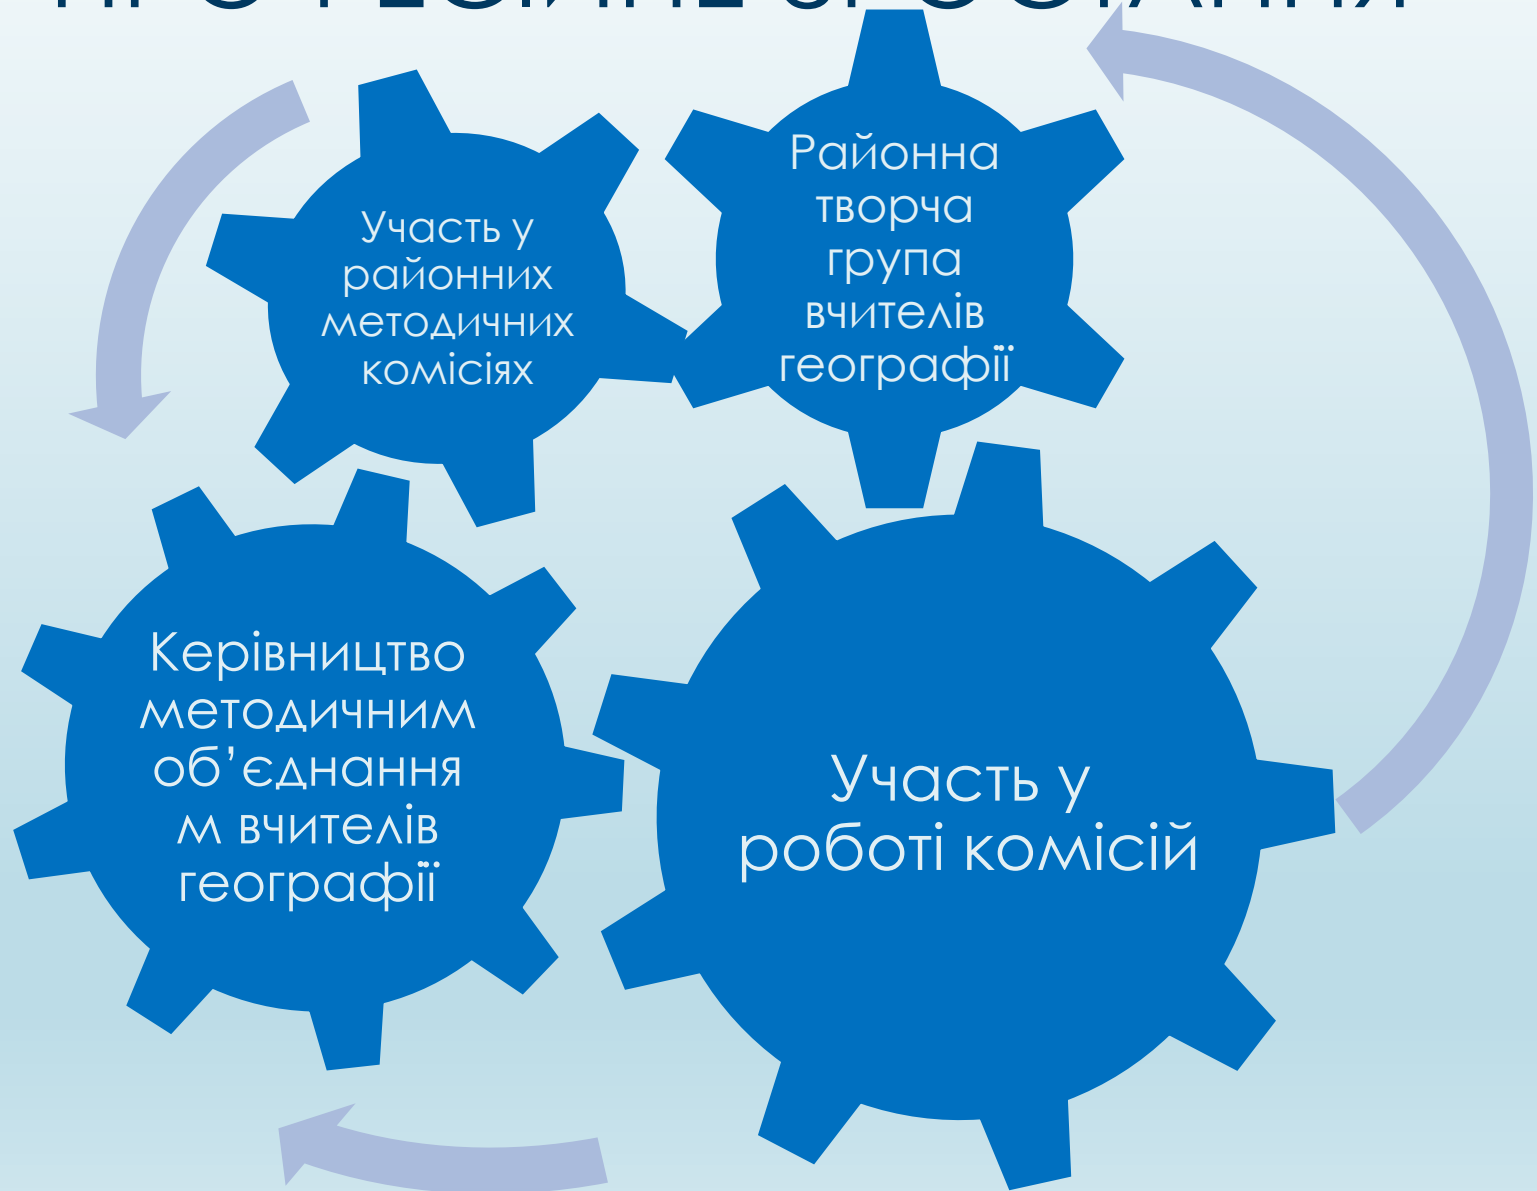 Участь у
районних
методичних
комісіях
Районна
творча
група
вчителів
географії
Керівництво
методичним
об’єднання
м вчителів
географії
Участь у
роботі комісій